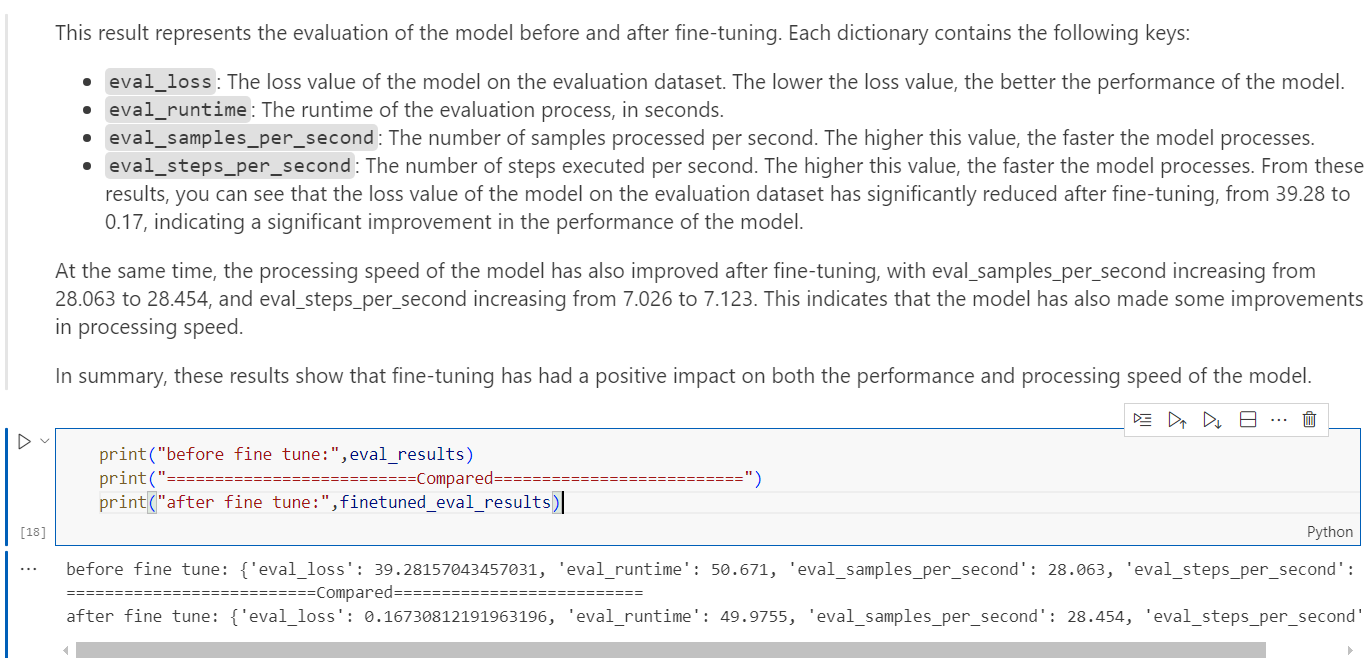 This result represents the evaluation of the model before and after fine-tuning. Each dictionary contains the following keys:
• eval_loss: The loss value of the model on the evaluation dataset. The lower the loss value, the better the performance of the model.
• eval_runtime: The runtime of the evaluation process, in seconds.
• eval_samples_per_second: The number of samples processed per second. The higher this value, the faster the model processes.
• eval_steps_per_second: The number of steps executed per second. The higher this value, the faster the model processes. From these
results, you can see that the loss value of the model on the evaluation dataset has significantly reduced after fine-tuning, from 39.28 to
0.17, indicating a significant improvement in the performance of the model.
At the same time, the processing speed of the model has also improved after fine-tuning, with eval_samples_per_second increasing from
28.063 to 28.454, and eval_steps_per_second increasing from 7.026 to 7.123. This indicates that the model has also made some improvements
in processing speed.
In summary, these results show that fine-tuning has had a positive impact on both the performance and processing speed of the model.
print("before fine tune:",eval_results)
print("==========================Compared==========================")
print("after fine tune:",finetuned_eval_results)
[18]
Python
before fine tune: {'eval_loss': 39.28157043457031, 'eval_runtime': 50.671, 'eval_samples_per_second': 28.063, 'eval_steps_per_second':
==========================Compared==========================
after fine tune: {'eval_loss': 0.16730812191963196, 'eval_runtime': 49.9755, 'eval_samples_per_second': 28.454, 'eval_steps_per_second'